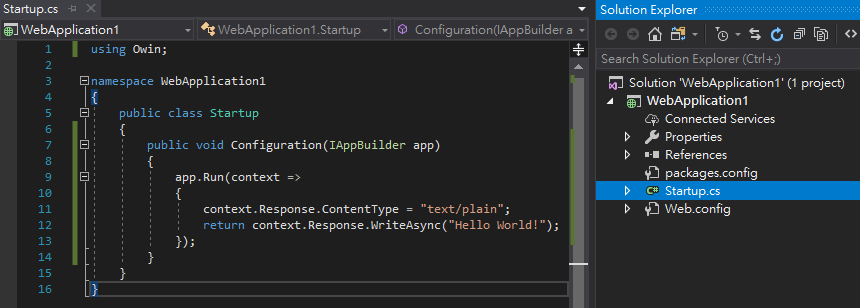 Startup.cs
WebApplication1
WebApplication1.Startup
Configuration(IAppBuilder a
1 using Owin;
2
3 namespace WebApplication1
4 {
5 public class Startup
6 {
7 public void Configuration(IAppBuilder app)
8 {
9 app.Run(context =>
10 {
11 context.Response.ContentType = "text/plain";
12 return context.Response.WriteAsync("Hello World!");
13 });
14 }
15 }
16 }
Solution Explorer
Search Solution Explorer (Ctrl+;)
Solution 'WebApplication1' (1 project)
WebApplication1
Connected Services
Properties
References
packages.config
C# Startup.cs
Web.config